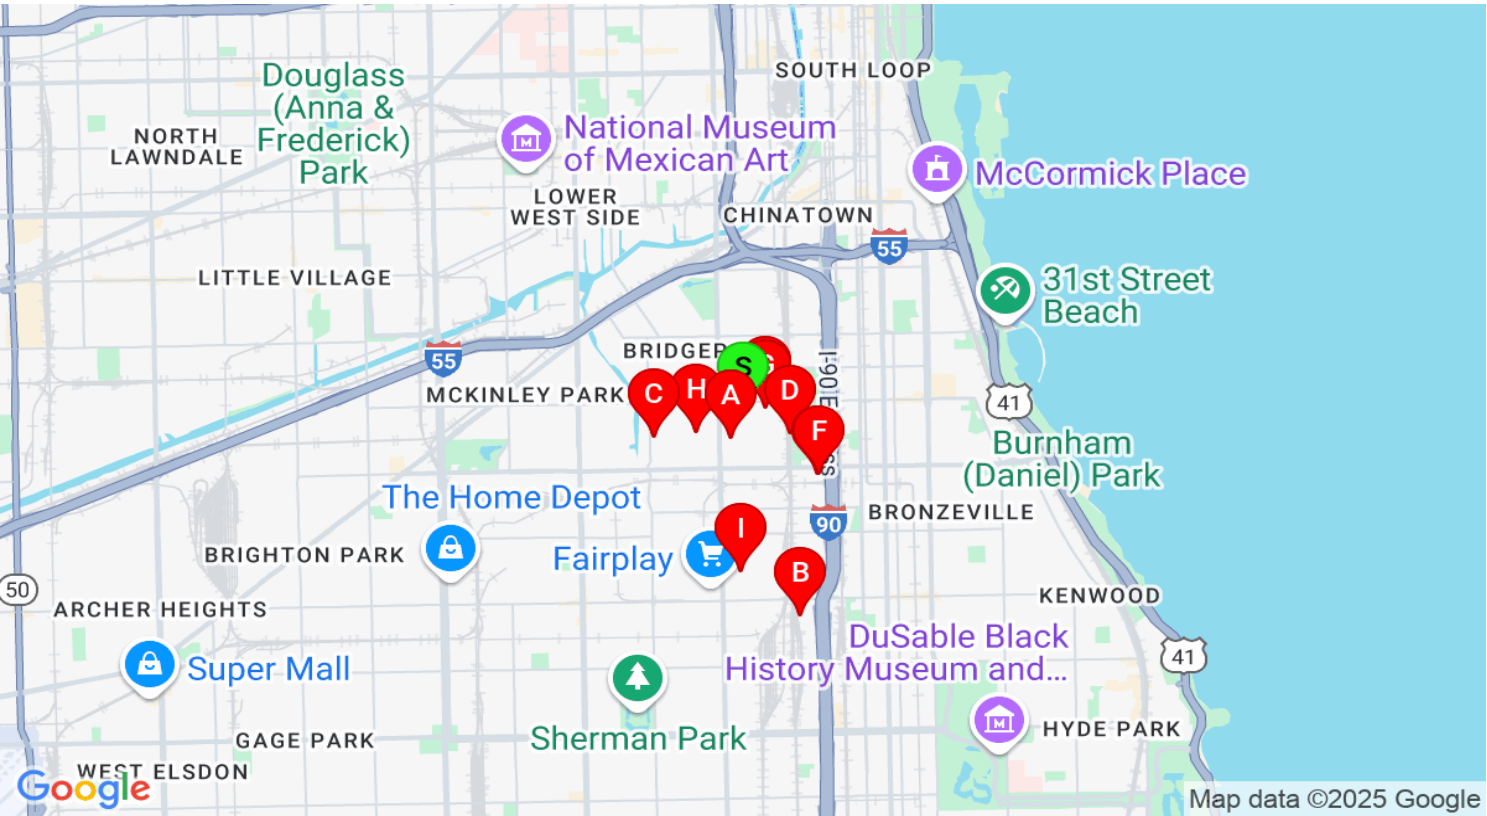 SOUTH LOOP
Douglass
(Anna &
Frederick)
Park
NORTH
LAWNDALE
National Museum
of Mexican Art
McCormick Place
LOWER
WEST SIDE
CHINATOWN
55
LITTLE VILLAGE
31st Street
Beach
BRIDGEP
55
S
G
I-90 E
ss
MCKINLEY PARK
C
H
A
D
F
41
Burnham
(Daniel) Park
The Home Depot
BRONZEVILLE
I
90
BRIGHTON PARK
Fairplay
B
50
ARCHER HEIGHTS
KENWOOD
DuSable Black
History Museum and...
41
Super Mall
Sherman Park
M
HYDE PARK
GAGE PARK
WEST ELSDON
Google
Map data ©2025 Google